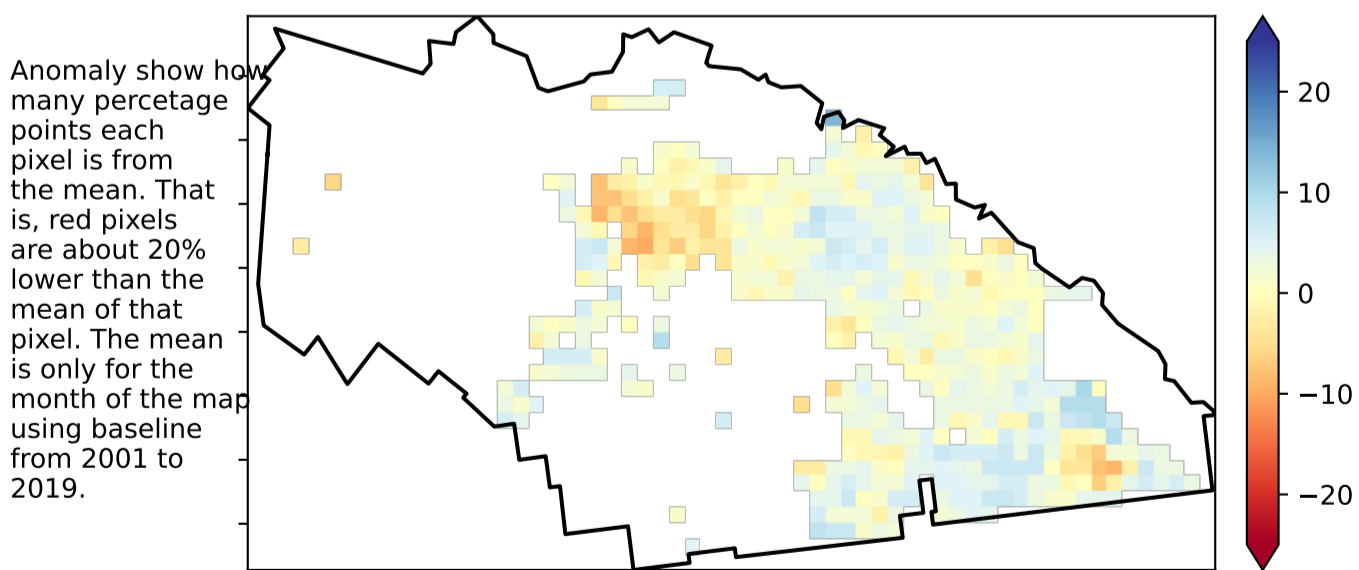 Anomaly show how
many percetage
points each
pixel is from
the mean. That
is, red pixels
are about 20%
lower than the
mean of that
pixel. The mean
is only for the
month of the map
using baseline
from 2001 to
2019.
20
10
0
−10
−20